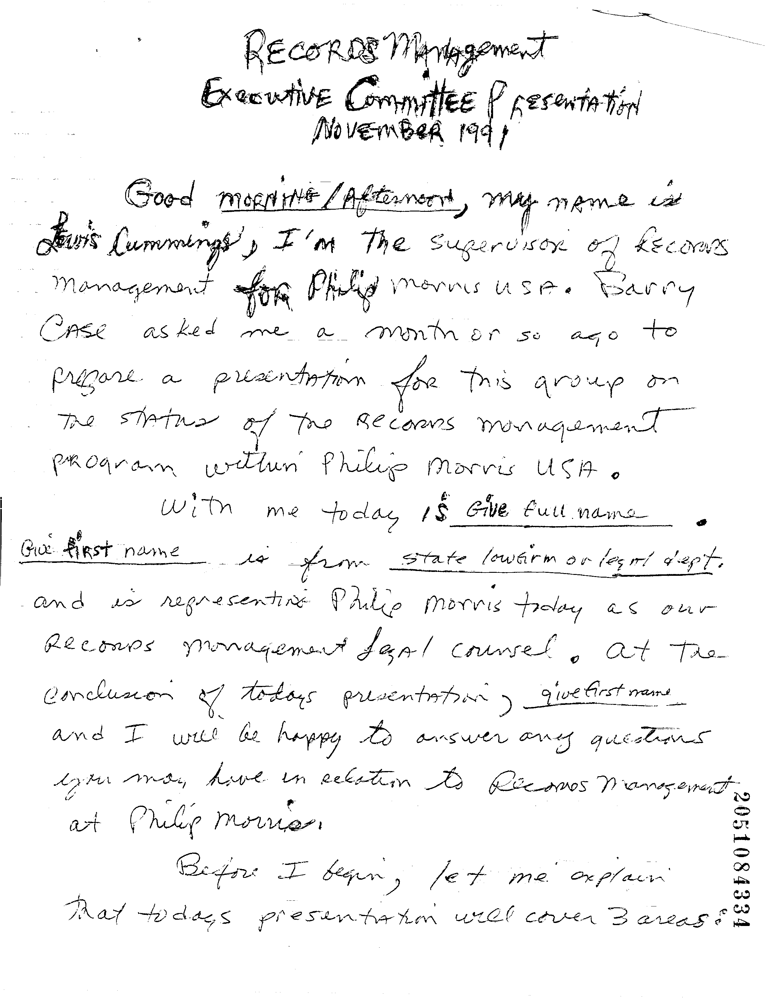 Records Management
Executive Committee Presentation
November 1991
Good morning/Afternoon, my name is
Lewis Cummings, I'm the supervisor of Records
Management for Philip Morris USA. Barry
Case asked me a month or so ago to
prepare a presentation for this group on
the status of the Records Management
program within Philip Morris USA.
With me today is Give full name.
Give first name is from state lawfirm or legal dept.
and is representing Philip Morris today as our
Records Management legal counsel. At the
conclusion of todays presentation, give first name
and I will be happy to answer any questions
you may have in relation to Records Management
at Philip Morris.
Before I begin, let me explain
that todays presentation will cover 3 areas:
2051084334